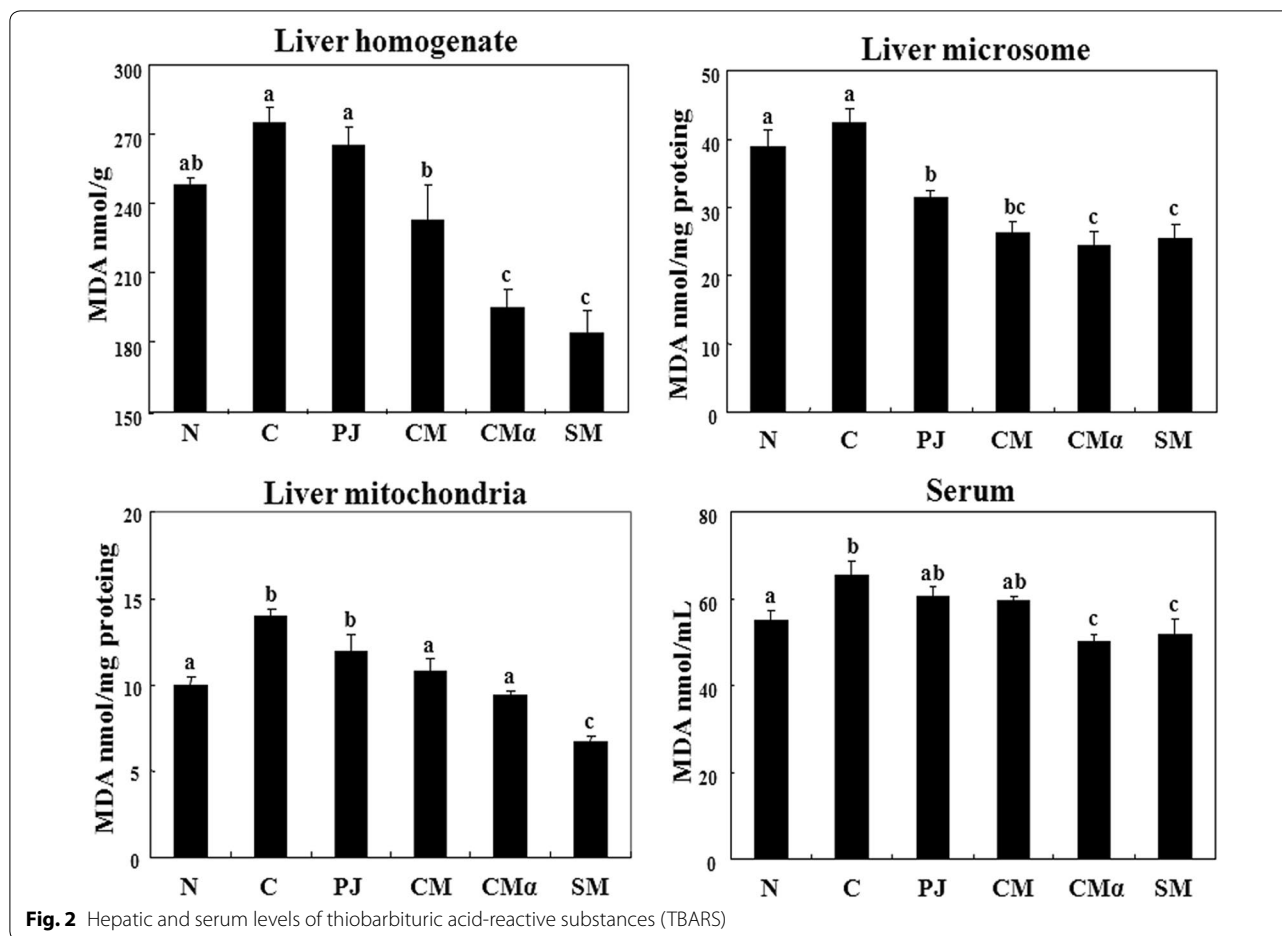 Liver homogenate
300
270
240
210
180
150
MDA nmol/g
ab
a
a
b
c
c
N C PJ CM CMα SM
Liver microsome
50
40
30
20
10
0
MDA nmol/mg proteing
a
a
b
bc
c
c
N C PJ CM CMα SM
Liver mitochondria
20
15
10
5
0
MDA nmol/mg proteing
a
b
b
a
a
c
N C PJ CM CMα SM
Serum
80
60
40
20
0
MDA nmol/mL
a
b
ab
ab
c
c
N C PJ CM CMα SM
Fig. 2 Hepatic and serum levels of thiobarbituric acid-reactive substances (TBARS)